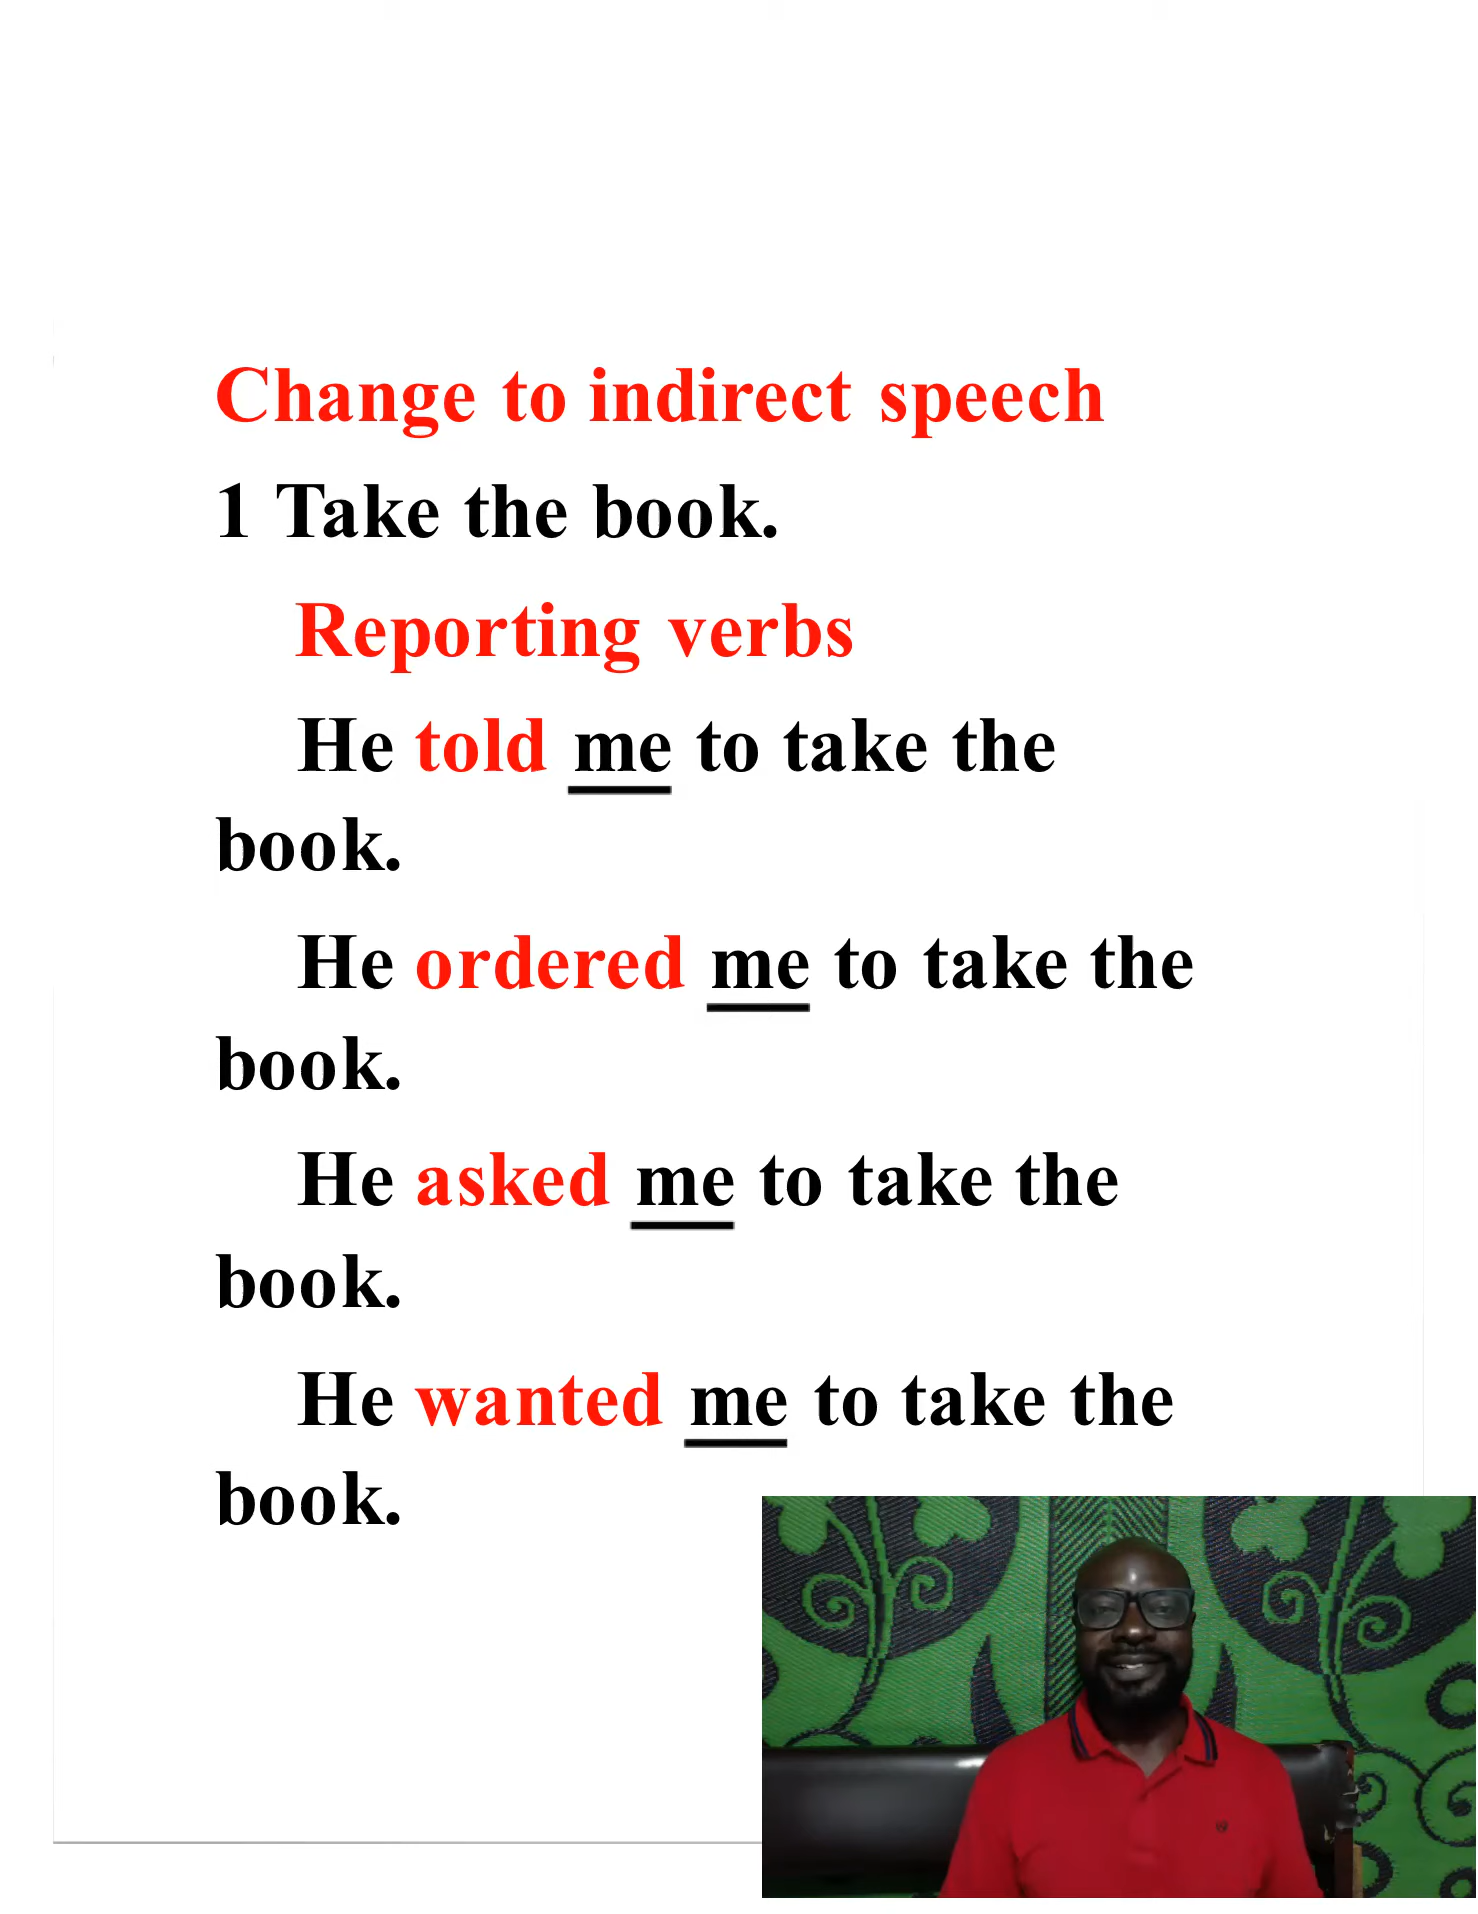 Change to indirect speech
1 Take the book.
Reporting verbs
He told me to take the
book.
He ordered me to take the
book.
He asked me to take the
book.
He wanted me to take the
book.